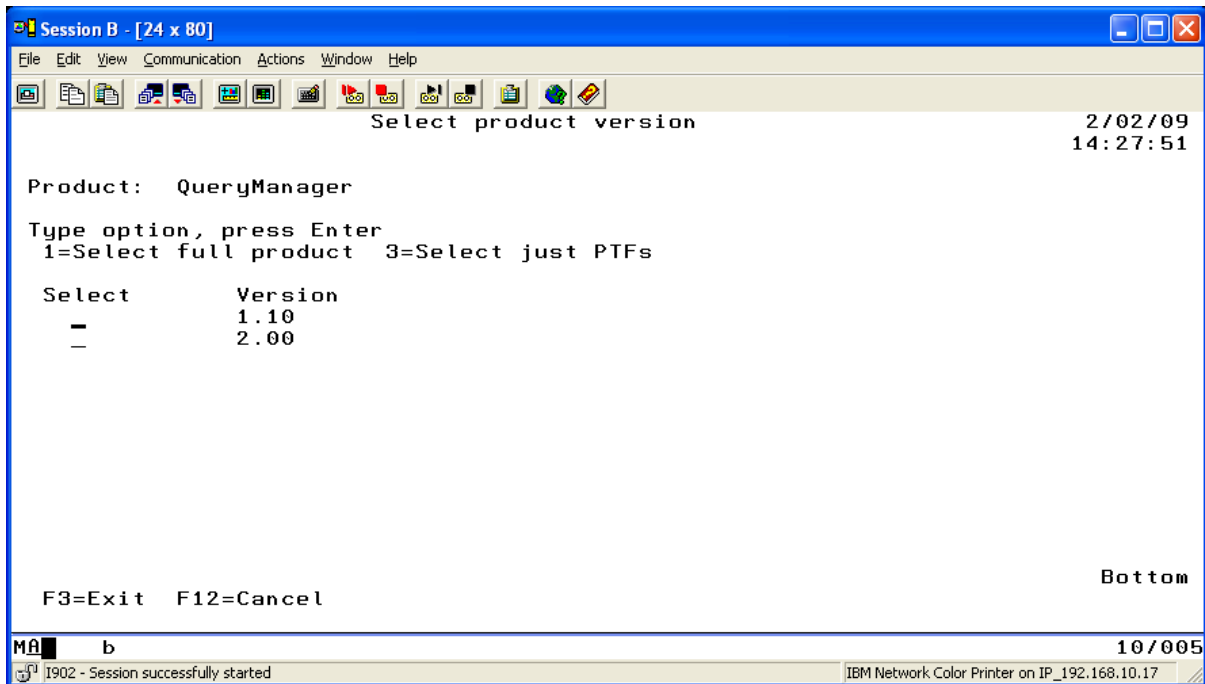 Session B - [24 x 80]
File Edit View Communication Actions Window Help
Select product version 2/02/09
14:27:51
Product: QueryManager
Type option, press Enter
1=Select full product 3=Select just PTFs
Select Version
_ 1.10
_ 2.00
Bottom
F3=Exit F12=Cancel
MA b 10/005
I902 - Session successfully started IBM Network Color Printer on IP_192.168.10.17